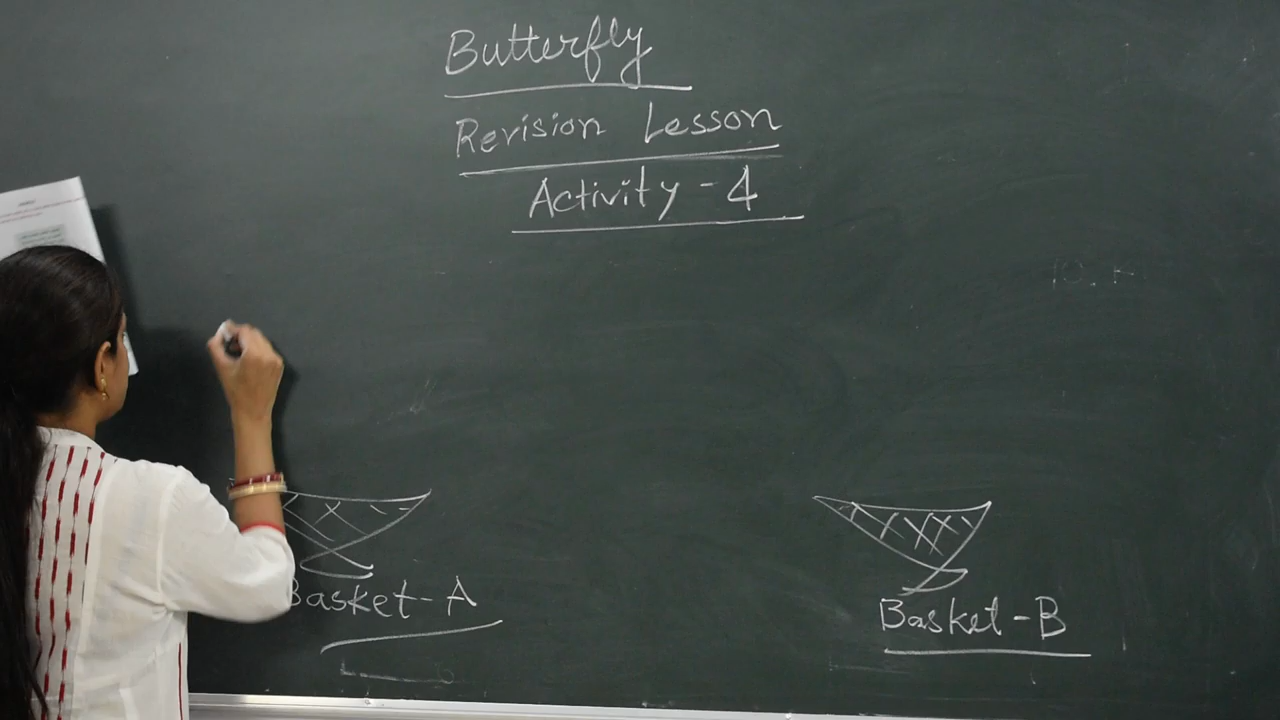 Butterfly
Revision Lesson
Activity - 4
Basket - A
Basket - B